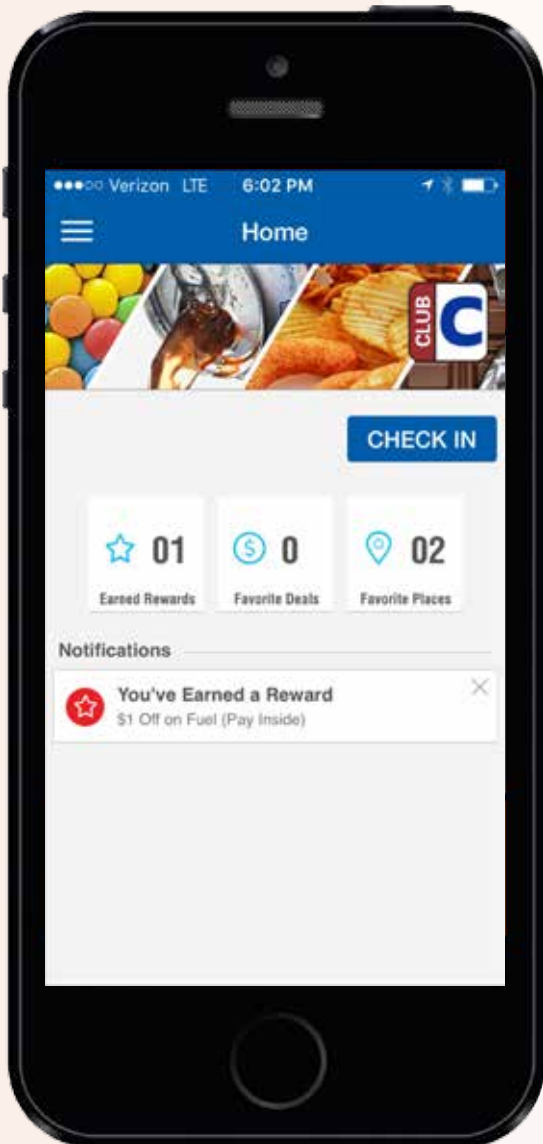 Verizon LTE 6:02 PM
Home
CLUB C
CHECK IN
01 0 02
Earned Rewards Favorite Deals Favorite Places
Notifications
You've Earned a Reward
$1 Off on Fuel (Pay Inside)